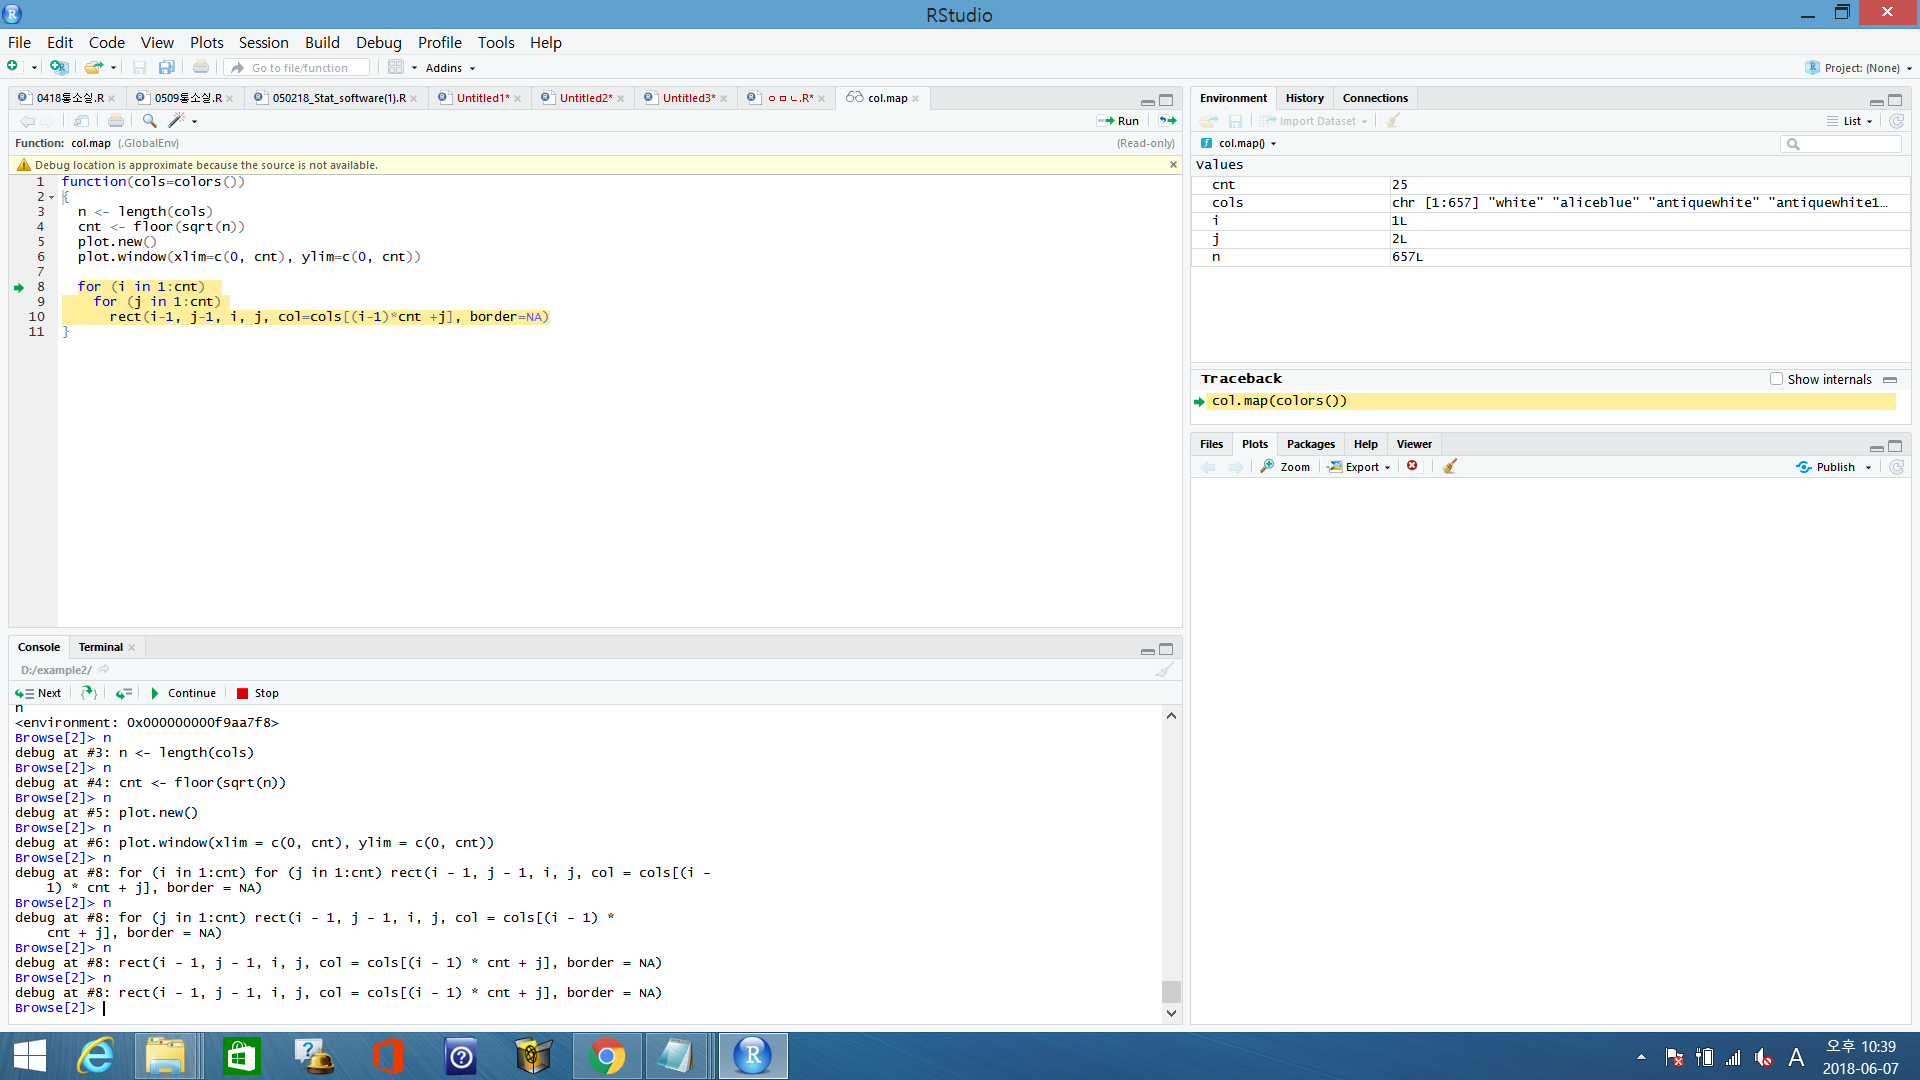 RStudio
File Edit Code View Plots Session Build Debug Profile Tools Help
Go to file/function Addins Project: (None)
0418통소실.R 0509통소실.R 050218_Stat_software(1).R Untitled1* Untitled2* Untitled3* ㅇㅁㄴ.R* col.map
Run
Function: col.map (.GlobalEnv) (Read-only)
Debug location is approximate because the source is not available.
1 function(cols=colors())
2 {
3 n <- length(cols)
4 cnt <- floor(sqrt(n))
5 plot.new()
6 plot.window(xlim=c(0, cnt), ylim=c(0, cnt))
7
8 for (i in 1:cnt)
9 for (j in 1:cnt)
10 rect(i-1, j-1, i, j, col=cols[(i-1)*cnt +j], border=NA)
11 }
Console Terminal
D:/example2/
Next Continue Stop
n
<environment: 0x000000000f9aa7f8>
Browse[2]> n
debug at #3: n <- length(cols)
Browse[2]> n
debug at #4: cnt <- floor(sqrt(n))
Browse[2]> n
debug at #5: plot.new()
Browse[2]> n
debug at #6: plot.window(xlim = c(0, cnt), ylim = c(0, cnt))
Browse[2]> n
debug at #8: for (i in 1:cnt) for (j in 1:cnt) rect(i - 1, j - 1, i, j, col = cols[(i -
1) * cnt + j], border = NA)
Browse[2]> n
debug at #8: for (j in 1:cnt) rect(i - 1, j - 1, i, j, col = cols[(i - 1) *
cnt + j], border = NA)
Browse[2]> n
debug at #8: rect(i - 1, j - 1, i, j, col = cols[(i - 1) * cnt + j], border = NA)
Browse[2]> n
debug at #8: rect(i - 1, j - 1, i, j, col = cols[(i - 1) * cnt + j], border = NA)
Browse[2]>
Environment History Connections
Import Dataset List
col.map()
Values
cnt 25
cols chr [1:657] "white" "aliceblue" "antiquewhite" "antiquewhite1…
i 1L
j 2L
n 657L
Traceback Show internals
col.map(colors())
Files Plots Packages Help Viewer
Zoom Export Publish
A
오후 10:39
2018-06-07